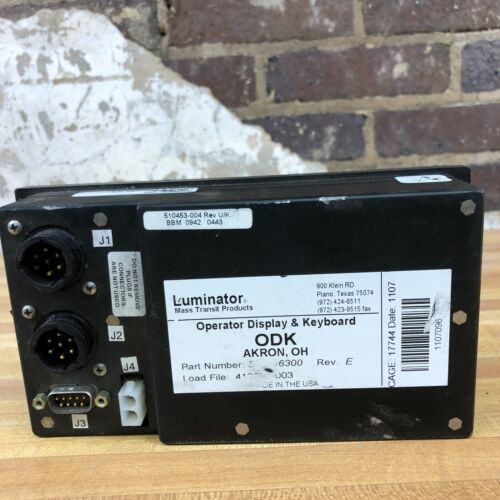 510453-004 Rev U/K
BBM 0942 0443
J1
DO NOT REMOVE
PLUGS IF
CONNECTORS
ARE NOT USED
J2
J4
J3
Luminator®
Mass Transit Products
900 Klein RD
Plano, Texas 75074
(972) 424-6511
(972) 423-8515 fax
Operator Display & Keyboard
ODK
AKRON, OH
Part Number: 6300 Rev. E
Load File: 003
IN THE USA
CAGE: 17744 Date: 1107
1107096